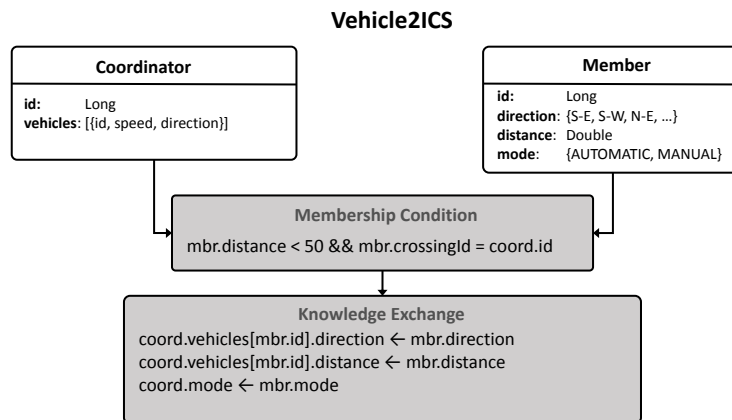 Vehicle2ICS
Coordinator
id: Long
vehicles: [{id, speed, direction}]
Member
id: Long
direction: {S-E, S-W, N-E, …}
distance: Double
mode: {AUTOMATIC, MANUAL}
Membership Condition
mbr.distance < 50 && mbr.crossingId = coord.id
Knowledge Exchange
coord.vehicles[mbr.id].direction ← mbr.direction
coord.vehicles[mbr.id].distance ← mbr.distance
coord.mode ← mbr.mode